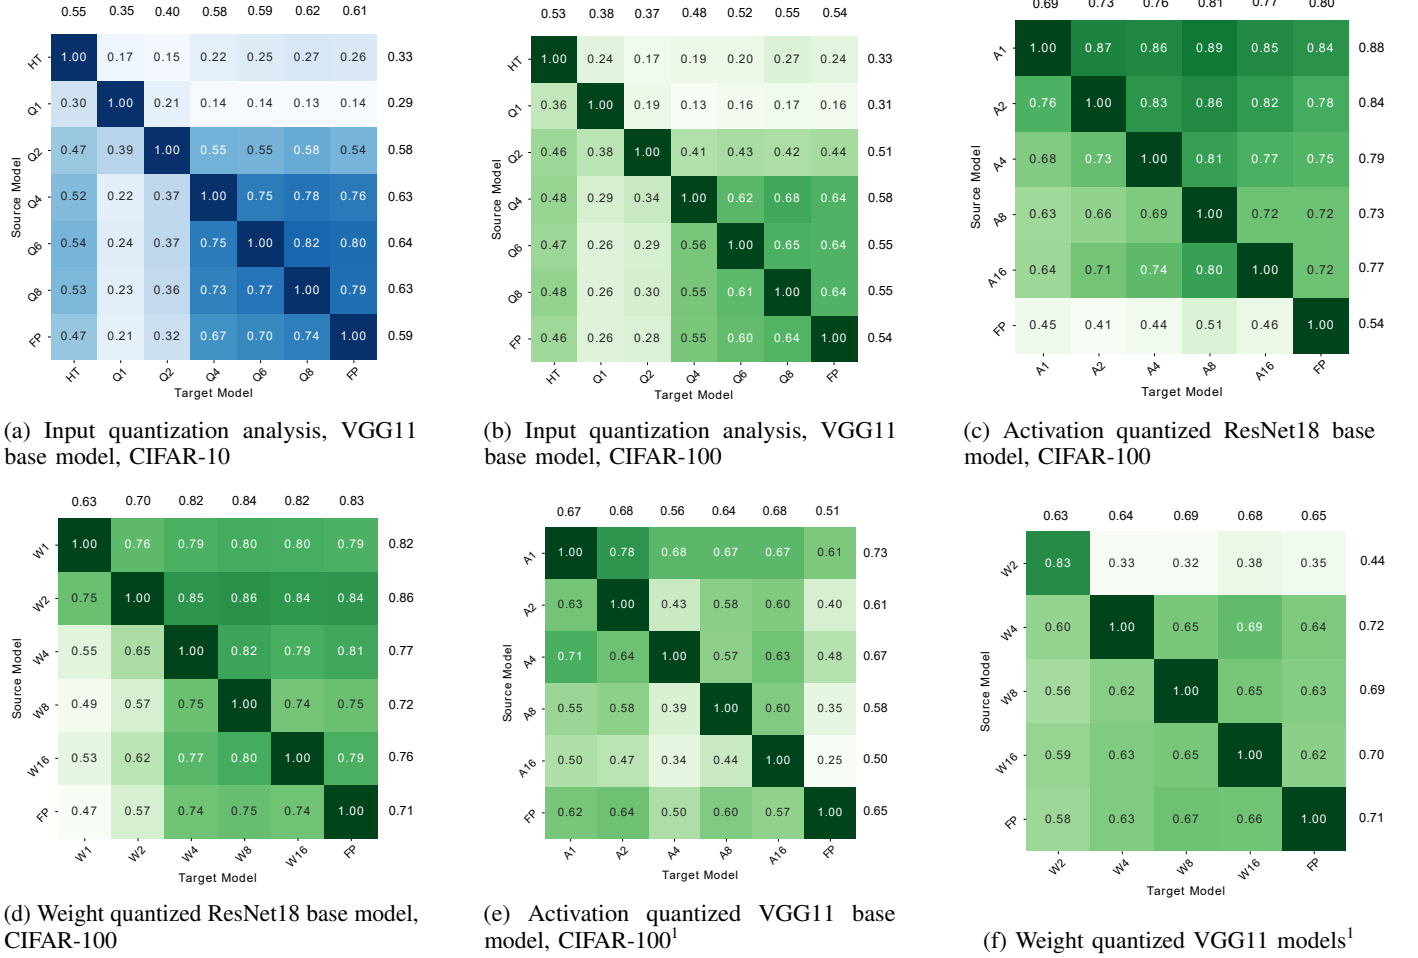 0.55 0.35 0.40 0.58 0.59 0.62 0.61
HT 1.00 0.17 0.15 0.22 0.25 0.27 0.26 0.33
Q1 0.30 1.00 0.21 0.14 0.14 0.13 0.14 0.29
Q2 0.47 0.39 1.00 0.55 0.55 0.58 0.54 0.58
Q4 0.52 0.22 0.37 1.00 0.75 0.78 0.76 0.63
Q6 0.54 0.24 0.37 0.75 1.00 0.82 0.80 0.64
Q8 0.53 0.23 0.36 0.73 0.77 1.00 0.79 0.63
FP 0.47 0.21 0.32 0.67 0.70 0.74 1.00 0.59
HT Q1 Q2 Q4 Q6 Q8 FP
Source Model
Target Model
(a) Input quantization analysis, VGG11
base model, CIFAR-10
0.53 0.38 0.37 0.48 0.52 0.55 0.54
HT 1.00 0.24 0.17 0.19 0.20 0.27 0.24 0.33
Q1 0.36 1.00 0.19 0.13 0.16 0.17 0.16 0.31
Q2 0.46 0.38 1.00 0.41 0.43 0.42 0.44 0.51
Q4 0.48 0.29 0.34 1.00 0.62 0.68 0.64 0.58
Q6 0.47 0.26 0.29 0.56 1.00 0.65 0.64 0.55
Q8 0.48 0.26 0.30 0.55 0.61 1.00 0.64 0.55
FP 0.46 0.26 0.28 0.55 0.60 0.64 1.00 0.54
HT Q1 Q2 Q4 Q6 Q8 FP
Source Model
Target Model
(b) Input quantization analysis, VGG11
base model, CIFAR-100
0.69 0.73 0.76 0.81 0.77 0.80
A1 1.00 0.87 0.86 0.89 0.85 0.84 0.88
A2 0.76 1.00 0.83 0.86 0.82 0.78 0.84
A4 0.68 0.73 1.00 0.81 0.77 0.75 0.79
A8 0.63 0.66 0.69 1.00 0.72 0.72 0.73
A16 0.64 0.71 0.74 0.80 1.00 0.72 0.77
FP 0.45 0.41 0.44 0.51 0.46 1.00 0.54
A1 A2 A4 A8 A16 FP
Source Model
Target Model
(c) Activation quantized ResNet18 base
model, CIFAR-100
0.63 0.70 0.82 0.84 0.82 0.83
W1 1.00 0.76 0.79 0.80 0.80 0.79 0.82
W2 0.75 1.00 0.85 0.86 0.84 0.84 0.86
W4 0.55 0.65 1.00 0.82 0.79 0.81 0.77
W8 0.49 0.57 0.75 1.00 0.74 0.75 0.72
W16 0.53 0.62 0.77 0.80 1.00 0.79 0.76
FP 0.47 0.57 0.74 0.75 0.74 1.00 0.71
W1 W2 W4 W8 W16 FP
Source Model
Target Model
(d) Weight quantized ResNet18 base model,
CIFAR-100
0.67 0.68 0.56 0.64 0.68 0.51
A1 1.00 0.78 0.68 0.67 0.67 0.61 0.73
A2 0.63 1.00 0.43 0.58 0.60 0.40 0.61
A4 0.71 0.64 1.00 0.57 0.63 0.48 0.67
A8 0.55 0.58 0.39 1.00 0.60 0.35 0.58
A16 0.50 0.47 0.34 0.44 1.00 0.25 0.50
FP 0.62 0.64 0.50 0.60 0.57 1.00 0.65
A1 A2 A4 A8 A16 FP
Source Model
Target Model
(e) Activation quantized VGG11 base
model, CIFAR-100¹
0.63 0.64 0.69 0.68 0.65
W2 0.83 0.33 0.32 0.38 0.35 0.44
W4 0.60 1.00 0.65 0.69 0.64 0.72
W8 0.56 0.62 1.00 0.65 0.63 0.69
W16 0.59 0.63 0.65 1.00 0.62 0.70
FP 0.58 0.63 0.67 0.66 1.00 0.71
W2 W4 W8 W16 FP
Source Model
Target Model
(f) Weight quantized VGG11 models¹